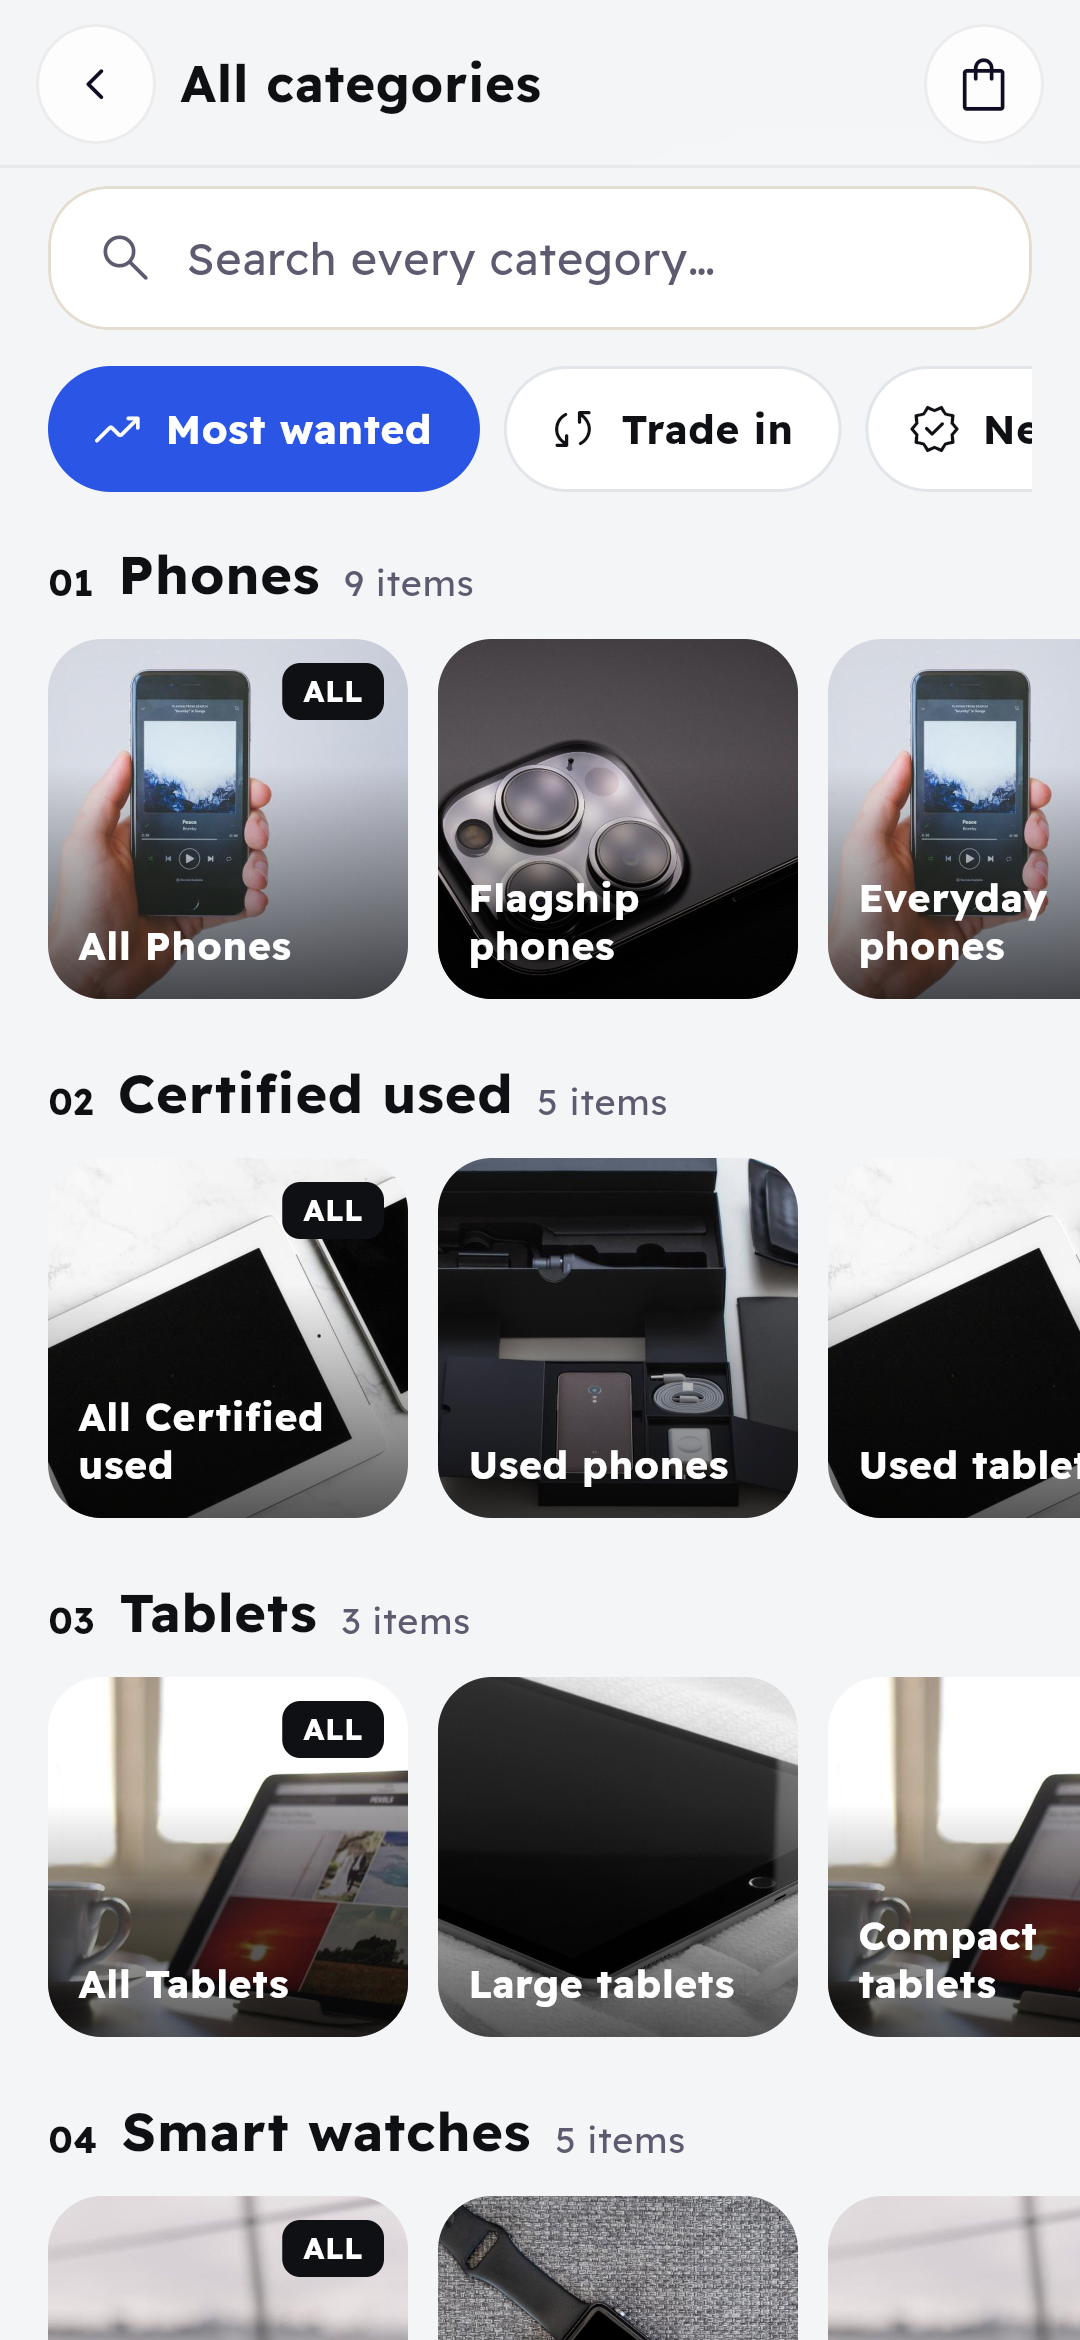 All categories
Search every category...
Most wanted
Trade in
Ne
01 Phones 9 items
ALL
All Phones
Flagship
phones
Everyday
phones
02 Certified used 5 items
ALL
All Certified
used
Used phones
Used tablet
03 Tablets 3 items
ALL
All Tablets
Large tablets
Compact
tablets
04 Smart watches 5 items
ALL